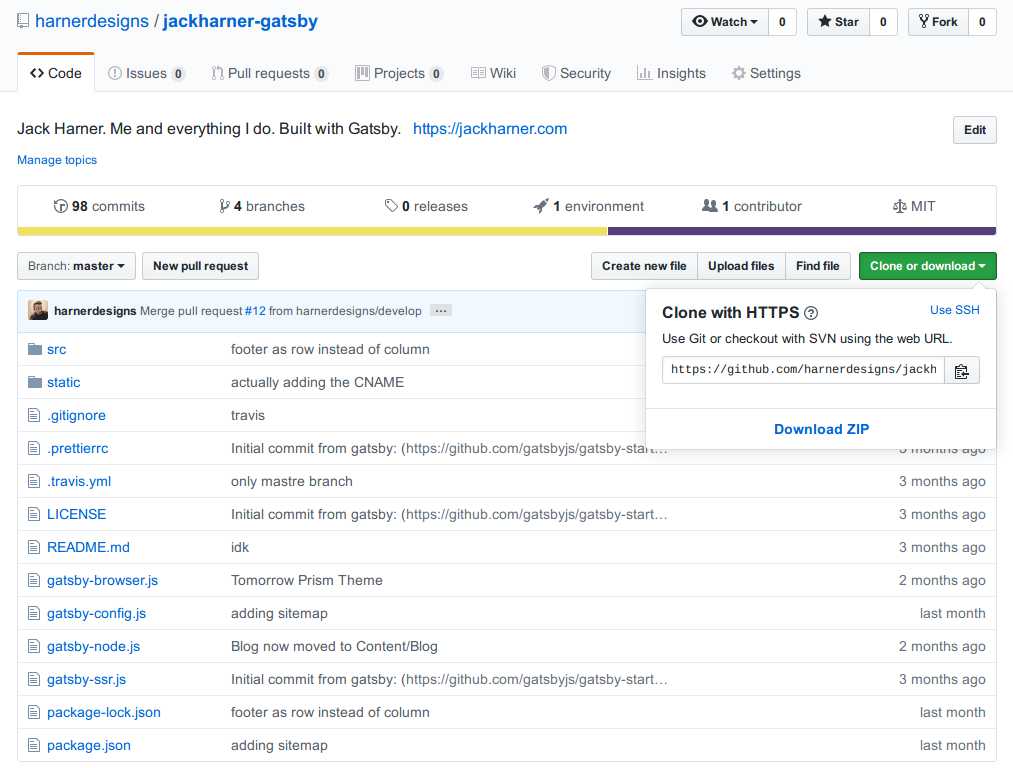 harnerdesigns / jackharner-gatsby Watch 0 Star 0 Fork 0
Code Issues 0 Pull requests 0 Projects 0 Wiki Security Insights Settings
Jack Harner. Me and everything I do. Built with Gatsby. https://jackharner.com Edit
Manage topics
98 commits 4 branches 0 releases 1 environment 1 contributor MIT
Branch: master New pull request Create new file Upload files Find file Clone or download
harnerdesigns Merge pull request #12 from harnerdesigns/develop ...
Clone with HTTPS ? Use SSH
Use Git or checkout with SVN using the web URL.
https://github.com/harnerdesigns/jackh
Download ZIP
src footer as row instead of column
static actually adding the CNAME
.gitignore travis
.prettierrc Initial commit from gatsby: (https://github.com/gatsbyjs/gatsby-start… 3 months ago
.travis.yml only mastre branch 3 months ago
LICENSE Initial commit from gatsby: (https://github.com/gatsbyjs/gatsby-start… 3 months ago
README.md idk 3 months ago
gatsby-browser.js Tomorrow Prism Theme 2 months ago
gatsby-config.js adding sitemap last month
gatsby-node.js Blog now moved to Content/Blog 2 months ago
gatsby-ssr.js Initial commit from gatsby: (https://github.com/gatsbyjs/gatsby-start… 3 months ago
package-lock.json footer as row instead of column last month
package.json adding sitemap last month